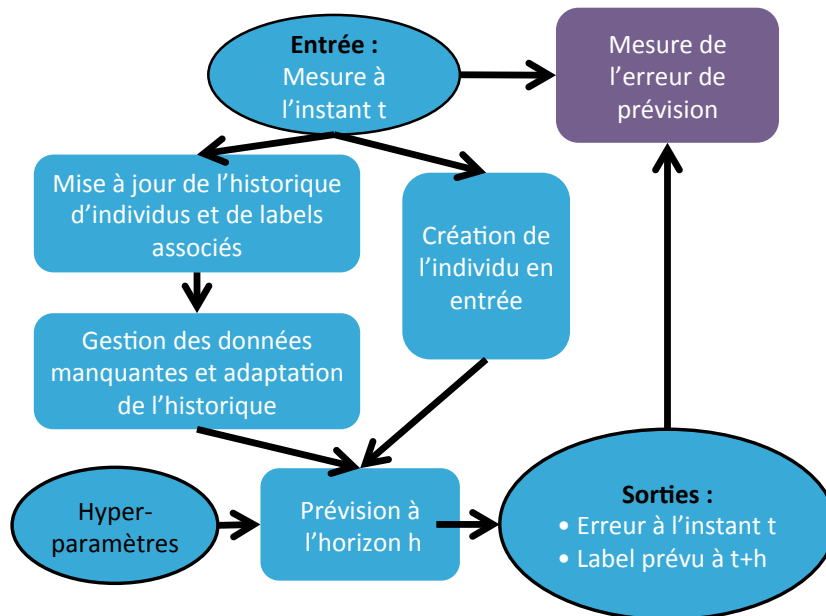 Entrée :
Mesure à
l'instant t
Mesure de
l'erreur de
prévision
Mise à jour de l'historique
d'individus et de labels
associés
Création de
l'individu en
entrée
Gestion des données
manquantes et adaptation
de l'historique
Hyper-
paramètres
Prévision à
l'horizon h
Sorties :
• Erreur à l'instant t
• Label prévu à t+h